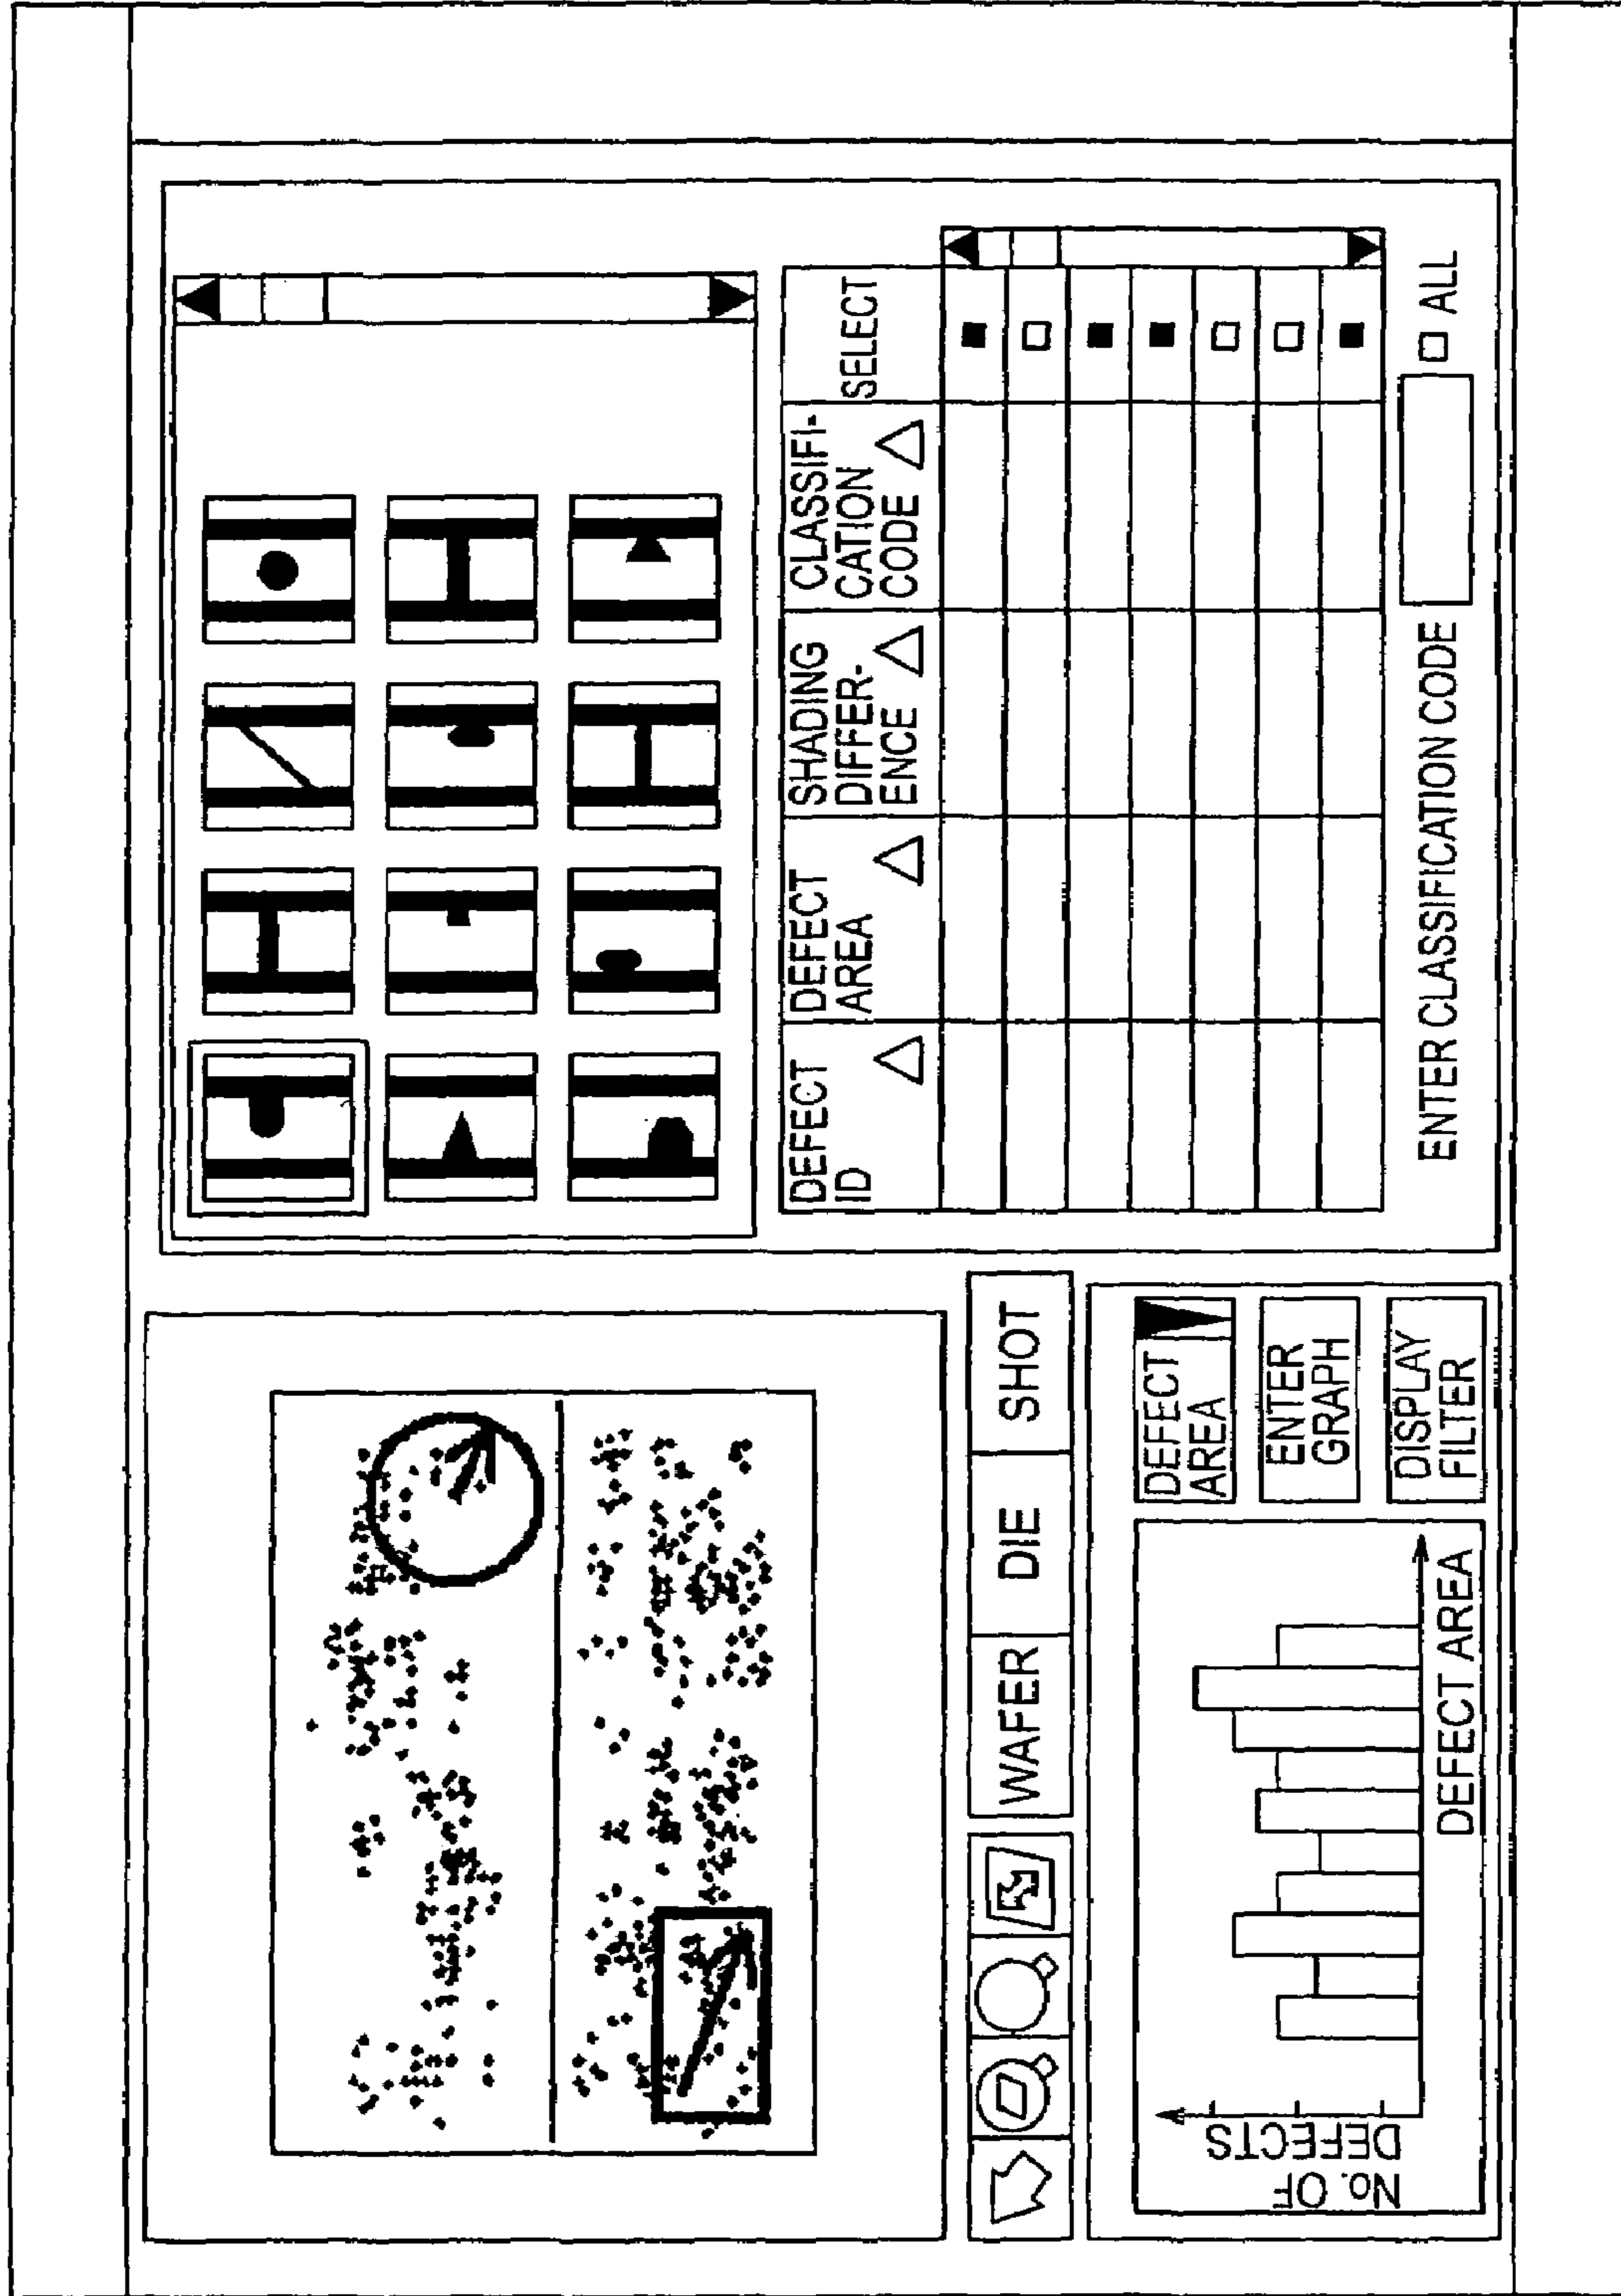 WAFER
DIE
SHOT
No. OF
DEFECTS
DEFECT AREA
DEFECT
AREA
ENTER
GRAPH
DISPLAY
FILTER
DEFECT
ID
DEFECT
AREA
SHADING
DIFFER-
ENCE
CLASSIFI-
CATION
CODE
SELECT
ENTER CLASSIFICATION CODE
ALL